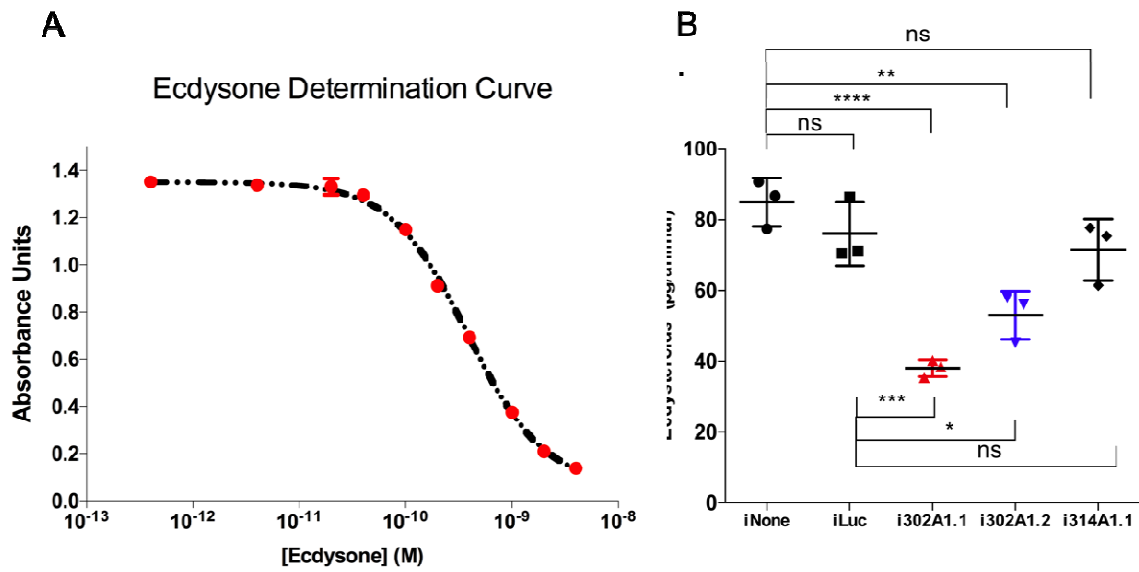 A
Ecdysone Determination Curve
Absorbance Units
1.4
1.2
1.0
0.8
0.6
0.4
0.2
0.0
10-13
10-12
10-11
10-10
10-9
10-8
[Ecdysone] (M)
B
ns
**
****
ns
100
80
60
40
20
0
***
*
ns
iNone
iLuc
i302A1.1
i302A1.2
i314A1.1